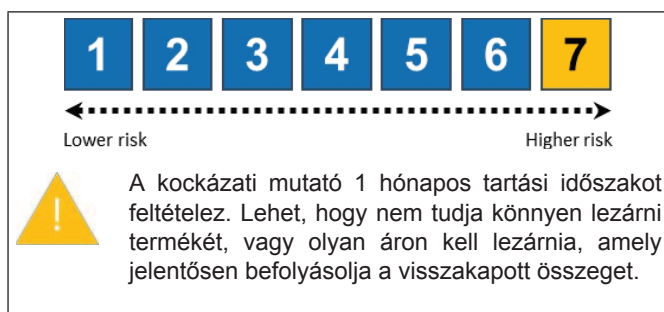 1 2 3 4 5 6 7
Lower risk Higher risk
A kockázati mutató 1 hónapos tartási időszakot
feltételez. Lehet, hogy nem tudja könnyen lezárni
termékét, vagy olyan áron kell lezárnia, amely
jelentősen befolyásolja a visszakapott összeget.